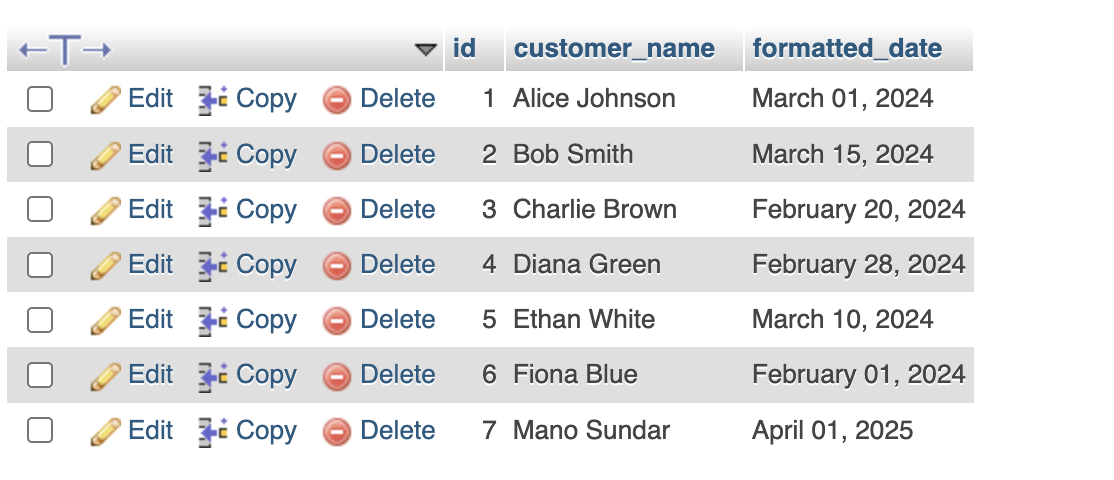 id customer_name formatted_date
Edit Copy Delete 1 Alice Johnson March 01, 2024
Edit Copy Delete 2 Bob Smith March 15, 2024
Edit Copy Delete 3 Charlie Brown February 20, 2024
Edit Copy Delete 4 Diana Green February 28, 2024
Edit Copy Delete 5 Ethan White March 10, 2024
Edit Copy Delete 6 Fiona Blue February 01, 2024
Edit Copy Delete 7 Mano Sundar April 01, 2025